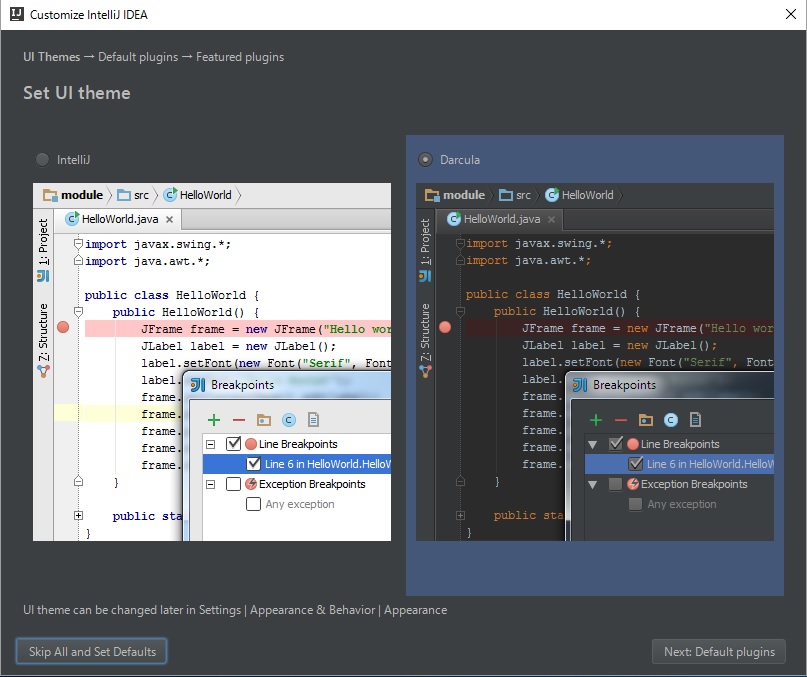 Customize IntelliJ IDEA
UI Themes → Default plugins → Featured plugins
Set UI theme
IntelliJ
module
src
HelloWorld
HelloWorld.java
1: Project
Z: Structure
import javax.swing.*;
import java.awt.*;
public class HelloWorld {
public HelloWorld() {
JFrame frame = new JFrame("Hello wor
JLabel label = new JLabel();
label.setFont(new Font("Serif", Font
label.
frame.
frame.
frame.
frame.
frame.
}
public sta
}
Breakpoints
Line Breakpoints
Line 6 in HelloWorld.HelloW
Exception Breakpoints
Any exception
Darcula
module
src
HelloWorld
HelloWorld.java
1: Project
Z: Structure
import javax.swing.*;
import java.awt.*;
public class HelloWorld {
public HelloWorld() {
JFrame frame = new JFrame("Hello wor
JLabel label = new JLabel();
label.setFont(new Font("Serif", Font
label.
frame.
frame.
frame.
frame.
frame.
}
public sta
}
Breakpoints
Line Breakpoints
Line 6 in HelloWorld.HelloW
Exception Breakpoints
Any exception
UI theme can be changed later in Settings | Appearance & Behavior | Appearance
Skip All and Set Defaults
Next: Default plugins